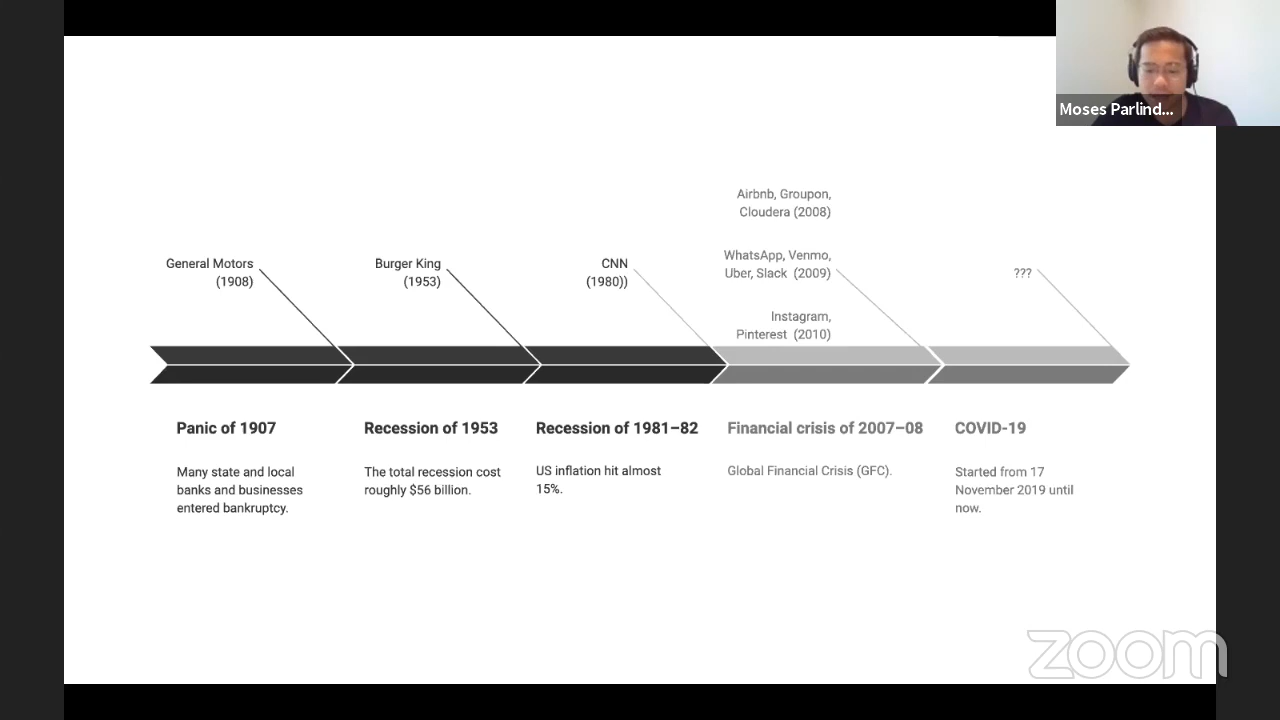 Moses Parlind...
Airbnb, Groupon,
Cloudera (2008)
General Motors
(1908)
Burger King
(1953)
CNN
(1980))
WhatsApp, Venmo,
Uber, Slack (2009)
Instagram,
Pinterest (2010)
???
Panic of 1907
Many state and local
banks and businesses
entered bankruptcy.
Recession of 1953
The total recession cost
roughly $56 billion.
Recession of 1981–82
US inflation hit almost
15%.
Financial crisis of 2007–08
Global Financial Crisis (GFC).
COVID-19
Started from 17
November 2019 until
now.
zoom